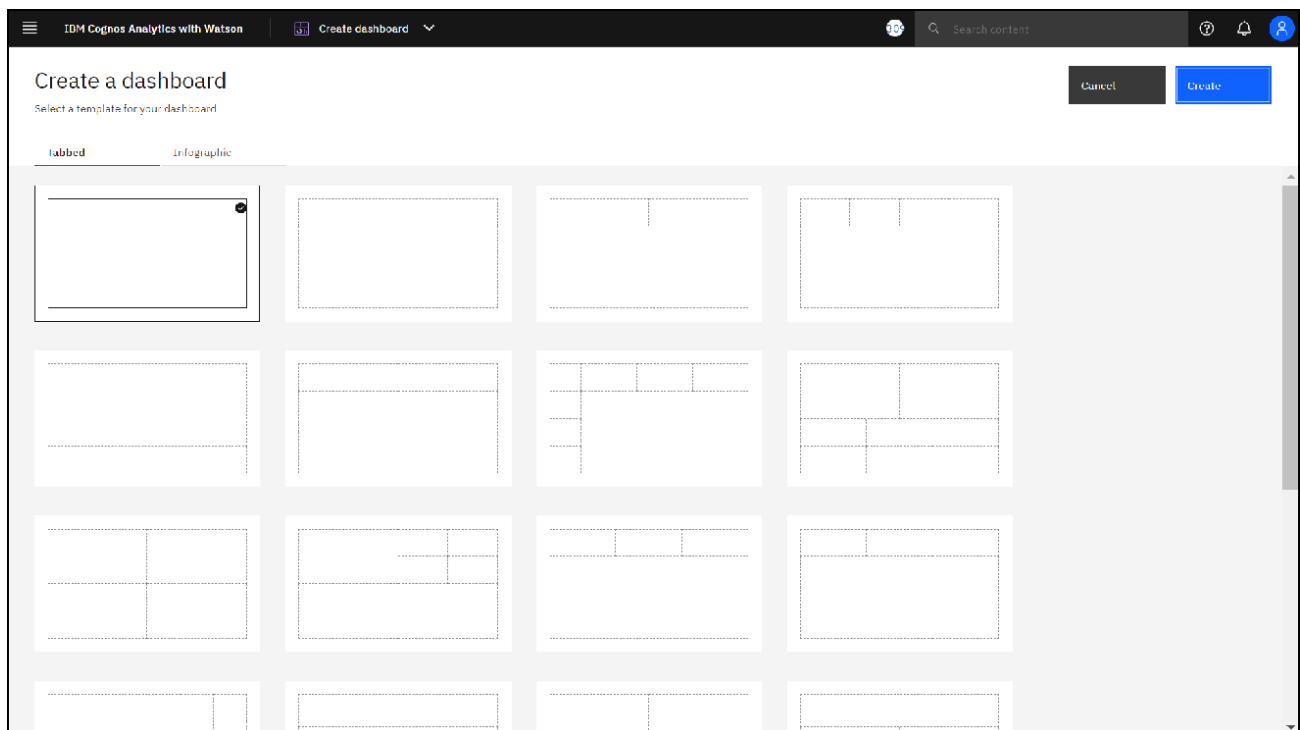 IBM Cognos Analytics with Watson
Create dashboard
Search content
Create a dashboard
Cancel
Create
Select a template for your dashboard
Tabbed
Infographic